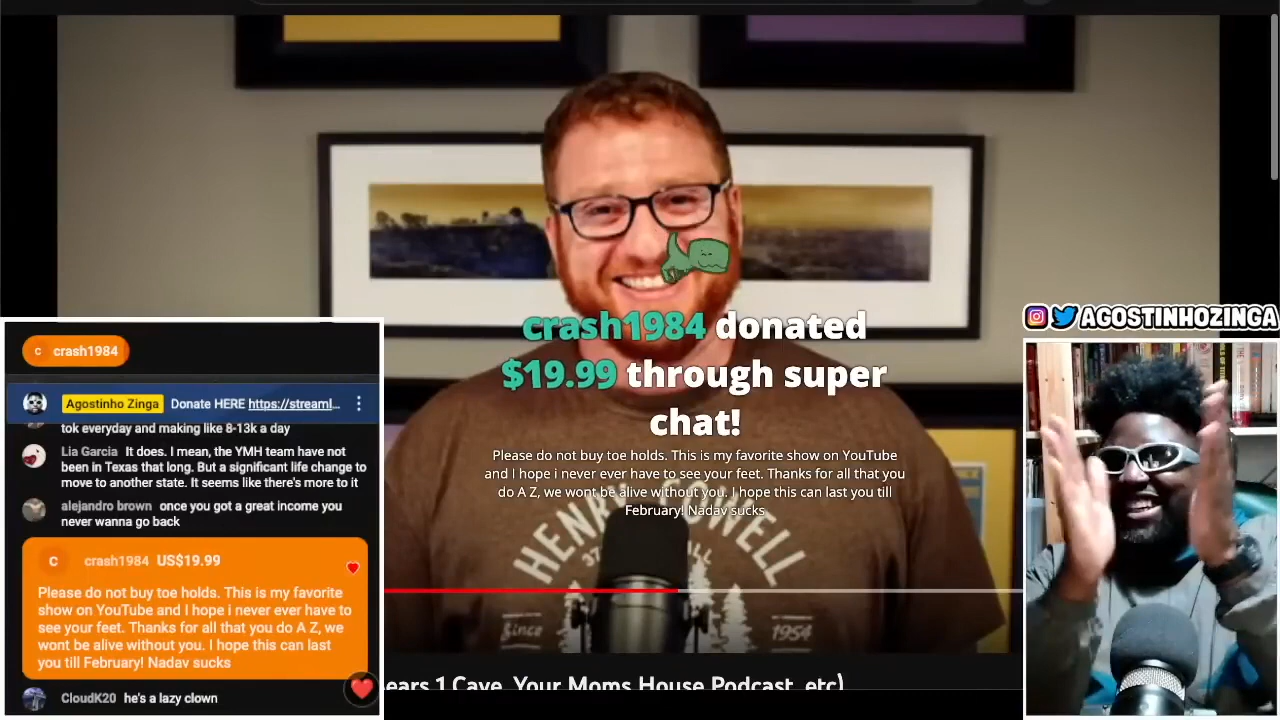 crash1984
Agostinho Zinga Donate HERE https://streaml...
tok everyday and making like 8-13k a day
Lia Garcia It does. I mean, the YMH team have not
been in Texas that long. But a significant life change to
move to another state. It seems like there's more to it
alejandro brown once you got a great income you
never wanna go back
C crash1984 US$19.99
Please do not buy toe holds. This is my favorite
show on YouTube and I hope i never ever have to
see your feet. Thanks for all that you do A Z, we
wont be alive without you. I hope this can last
you till February! Nadav sucks
CloudK20 he's a lazy clown
crash1984 donated
$19.99 through super
chat!
Please do not buy toe holds. This is my favorite show on YouTube
and I hope i never ever have to see your feet. Thanks for all that you
do A Z, we wont be alive without you. I hope this can last you till
February! Nadav sucks
HENRY COWELL
Since
1954
ears 1 Cave, Your Moms House Podcast, etc)
AGOSTINHOZINGA